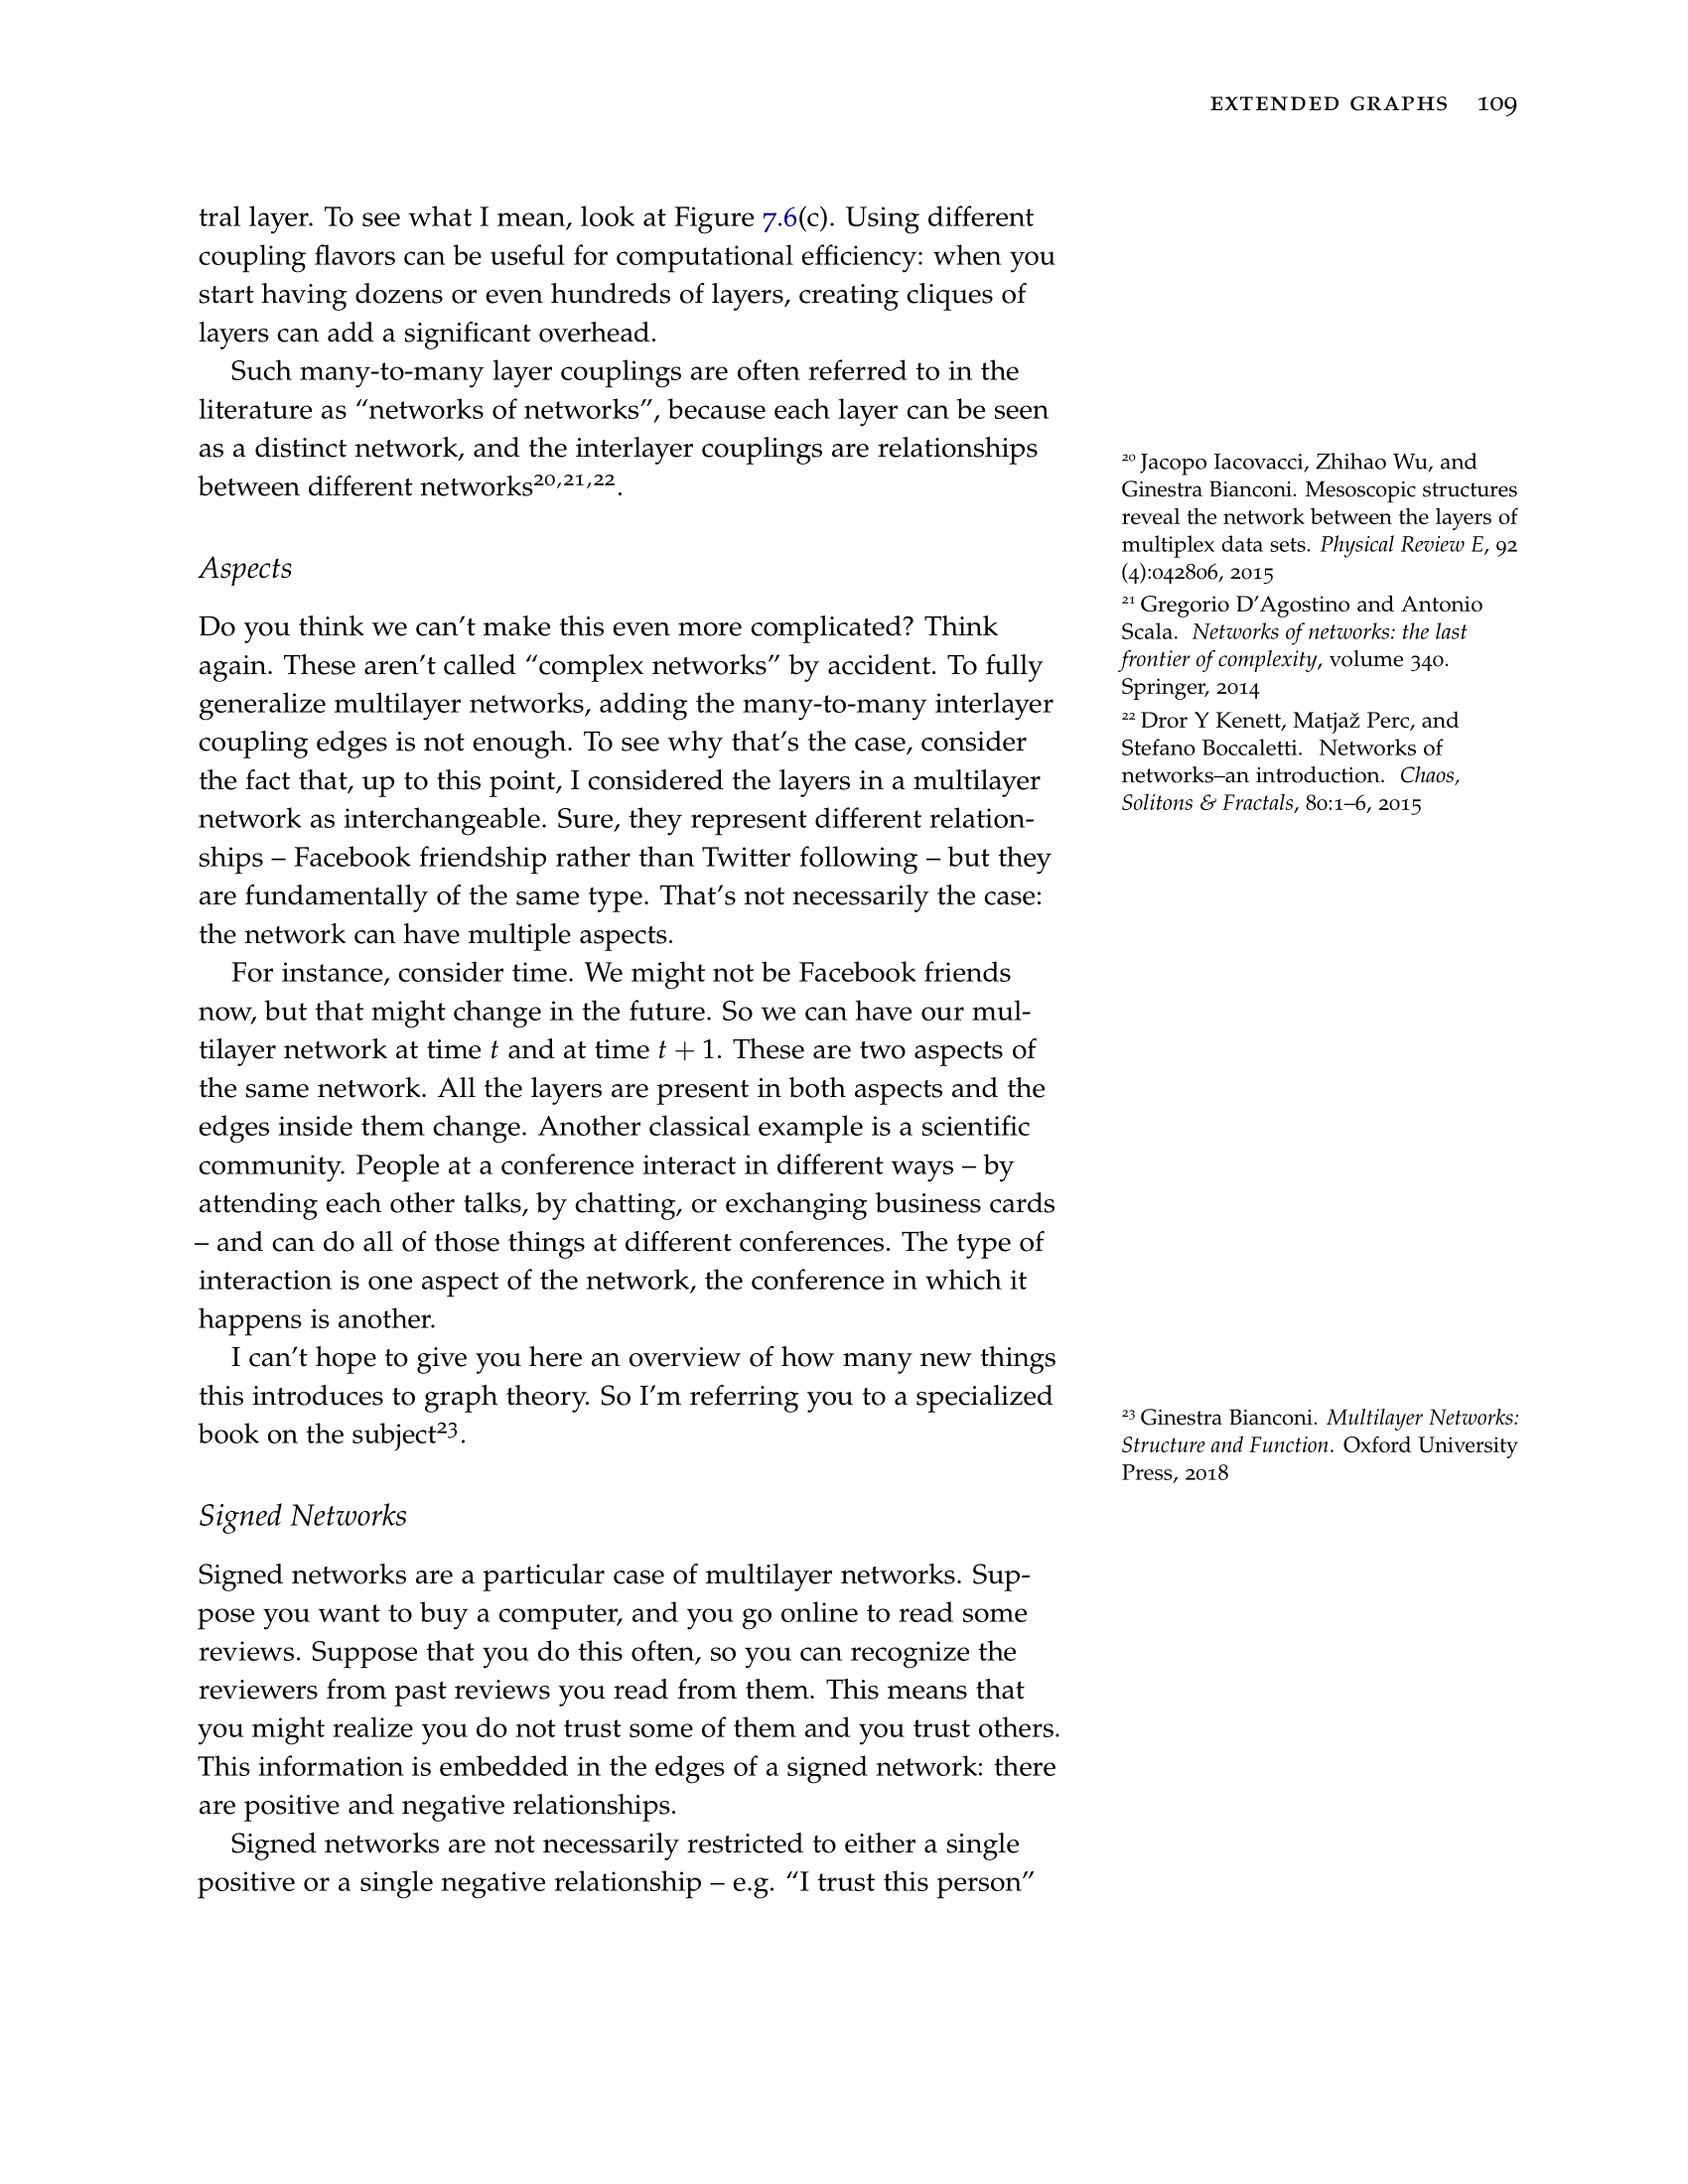 EXTENDED GRAPHS 109
tral layer. To see what I mean, look at Figure 7.6(c). Using different
coupling flavors can be useful for computational efficiency: when you
start having dozens or even hundreds of layers, creating cliques of
layers can add a significant overhead.
Such many-to-many layer couplings are often referred to in the
literature as “networks of networks”, because each layer can be seen
as a distinct network, and the interlayer couplings are relationships
between different networks²⁰,²¹,²².
Aspects
Do you think we can’t make this even more complicated? Think
again. These aren’t called “complex networks” by accident. To fully
generalize multilayer networks, adding the many-to-many interlayer
coupling edges is not enough. To see why that’s the case, consider
the fact that, up to this point, I considered the layers in a multilayer
network as interchangeable. Sure, they represent different relation-
ships – Facebook friendship rather than Twitter following – but they
are fundamentally of the same type. That’s not necessarily the case:
the network can have multiple aspects.
For instance, consider time. We might not be Facebook friends
now, but that might change in the future. So we can have our mul-
tilayer network at time t and at time t + 1. These are two aspects of
the same network. All the layers are present in both aspects and the
edges inside them change. Another classical example is a scientific
community. People at a conference interact in different ways – by
attending each other talks, by chatting, or exchanging business cards
– and can do all of those things at different conferences. The type of
interaction is one aspect of the network, the conference in which it
happens is another.
I can’t hope to give you here an overview of how many new things
this introduces to graph theory. So I’m referring you to a specialized
book on the subject²³.
Signed Networks
Signed networks are a particular case of multilayer networks. Sup-
pose you want to buy a computer, and you go online to read some
reviews. Suppose that you do this often, so you can recognize the
reviewers from past reviews you read from them. This means that
you might realize you do not trust some of them and you trust others.
This information is embedded in the edges of a signed network: there
are positive and negative relationships.
Signed networks are not necessarily restricted to either a single
positive or a single negative relationship – e.g. “I trust this person”
²⁰ Jacopo Iacovacci, Zhihao Wu, and
Ginestra Bianconi. Mesoscopic structures
reveal the network between the layers of
multiplex data sets. Physical Review E, 92
(4):042806, 2015
²¹ Gregorio D’Agostino and Antonio
Scala. Networks of networks: the last
frontier of complexity, volume 340.
Springer, 2014
²² Dror Y Kenett, Matjaž Perc, and
Stefano Boccaletti. Networks of
networks–an introduction. Chaos,
Solitons & Fractals, 80:1–6, 2015
²³ Ginestra Bianconi. Multilayer Networks:
Structure and Function. Oxford University
Press, 2018